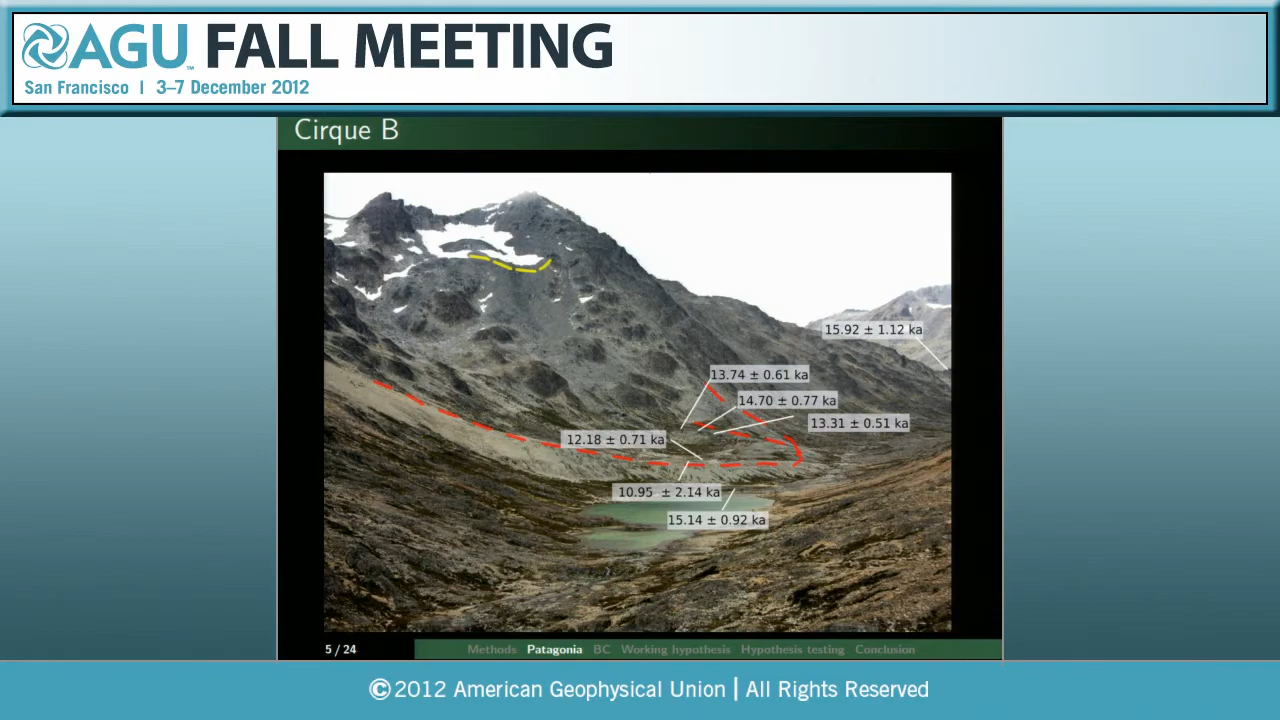 AGU™ FALL MEETING
San Francisco | 3–7 December 2012
Cirque B
15.92 ± 1.12 ka
13.74 ± 0.61 ka
14.70 ± 0.77 ka
13.31 ± 0.51 ka
12.18 ± 0.71 ka
10.95 ± 2.14 ka
15.14 ± 0.92 ka
5 / 24
Methods Patagonia BC Working hypothesis Hypothesis testing Conclusion
©2012 American Geophysical Union | All Rights Reserved